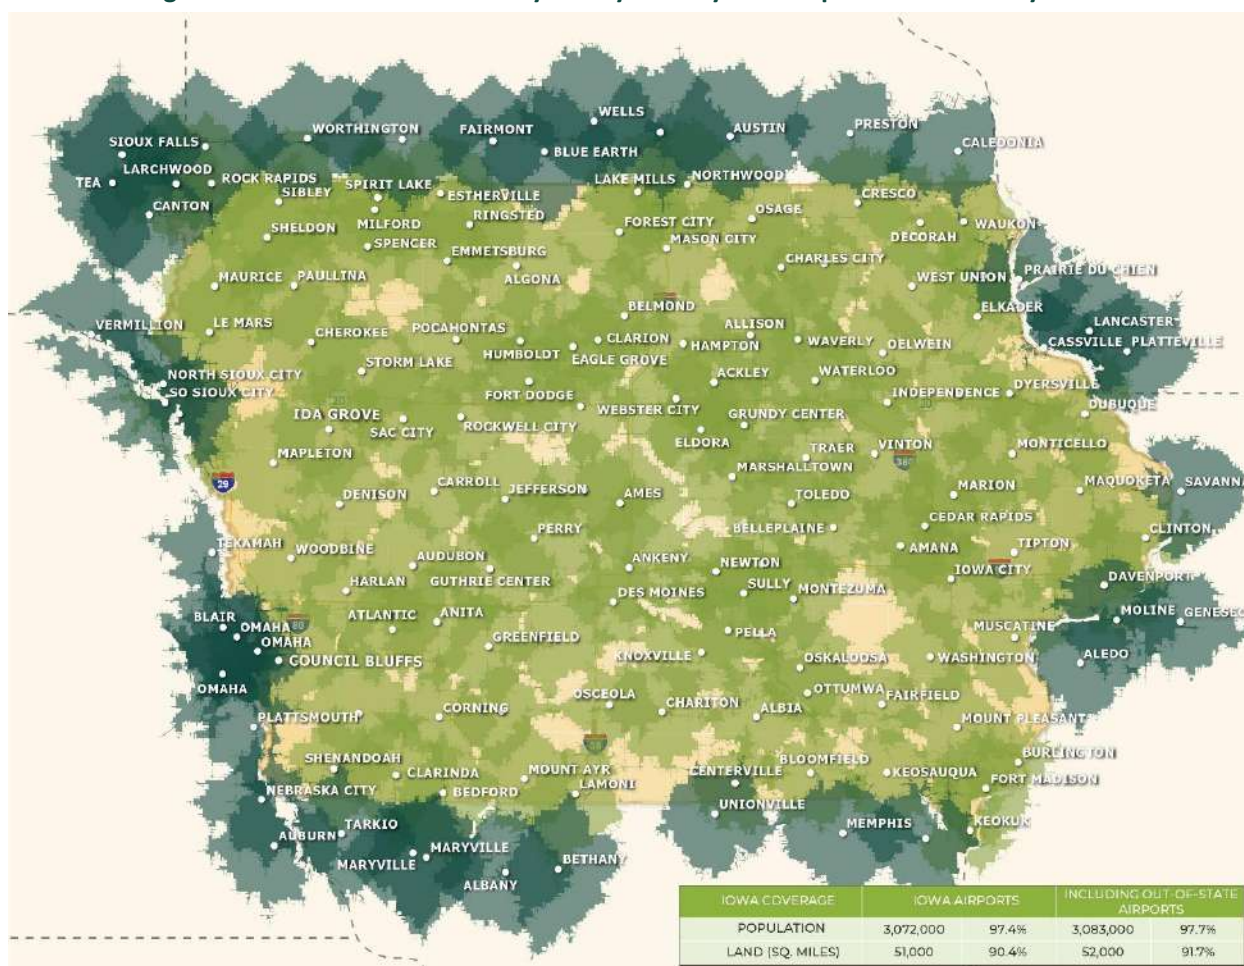 WELLS
WORTHINGTON
FAIRMONT
AUSTIN
PRESTON
SIOUX FALLS
BLUE EARTH
CALEDONIA
LARCHWOOD
TEA
ROCK RAPIDS
SIBLEY
SPIRIT LAKE
ESTHERVILLE
LAKE MILLS
NORTHWOOD
CRESCO
CANTON
MILFORD
RINGSTED
FOREST CITY
OSAGE
WAUKON
SHELDON
SPENCER
MASON CITY
DECORAH
EMMETSBURG
CHARLES CITY
MAURICE
PAULLINA
ALGONA
WEST UNION
PRAIRIE DU CHIEN
BELMOND
ELKADER
VERMILLION
LE MARS
CHEROKEE
POCAHONTAS
CLARION
ALLISON
LANCASTER
HUMBOLDT
EAGLE GROVE
HAMPTON
WAVERLY
OELWEIN
CASSVILLE
PLATTEVILLE
STORM LAKE
NORTH SIOUX CITY
ACKLEY
WATERLOO
SO SIOUX CITY
FORT DODGE
WEBSTER CITY
INDEPENDENCE
DYERSVILLE
IDA GROVE
GRUNDY CENTER
DUBUQUE
SAC CITY
ROCKWELL CITY
ELDORA
TRAER
VINTON
MONTICELLO
MAPLETON
380
MARSHALLTOWN
29
DENISON
CARROLL
JEFFERSON
AMES
TOLEDO
MARION
MAQUOKETA
SAVANNA
PERRY
BELLEPLAINE
CEDAR RAPIDS
CLINTON
TEKAMAH
WOODBINE
AUDUBON
ANKENY
NEWTON
AMANA
TIPTON
HARLAN
GUTHRIE CENTER
SULLY
IOWA CITY
DES MOINES
MONTEZUMA
DAVENPORT
BLAIR
ATLANTIC
ANITA
MOLINE
GENESEO
OMAHA
80
OMAHA
GREENFIELD
PELLA
MUSCATINE
COUNCIL BLUFFS
KNOXVILLE
OSKALOOSA
WASHINGTON
ALEDO
OMAHA
OSCEOLA
OTTUMWA
FAIRFIELD
PLATTSMOUTH
CORNING
CHARITON
ALBIA
MOUNT PLEASANT
SHENANDOAH
BLOOMFIELD
BURLINGTON
CLARINDA
MOUNT AYR
CENTERVILLE
KEOSAUQUA
FORT MADISON
NEBRASKA CITY
BEDFORD
LAMONI
UNIONVILLE
AUBURN
TARKIO
MEMPHIS
KEOKUK
MARYVILLE
MARYVILLE
BETHANY
ALBANY
IOWA COVERAGE IOWA AIRPORTS INCLUDING OUT-OF-STATE AIRPORTS
POPULATION 3,072,000 97.4% 3,083,000 97.7%
LAND (SQ. MILES) 51,000 90.4% 52,000 91.7%